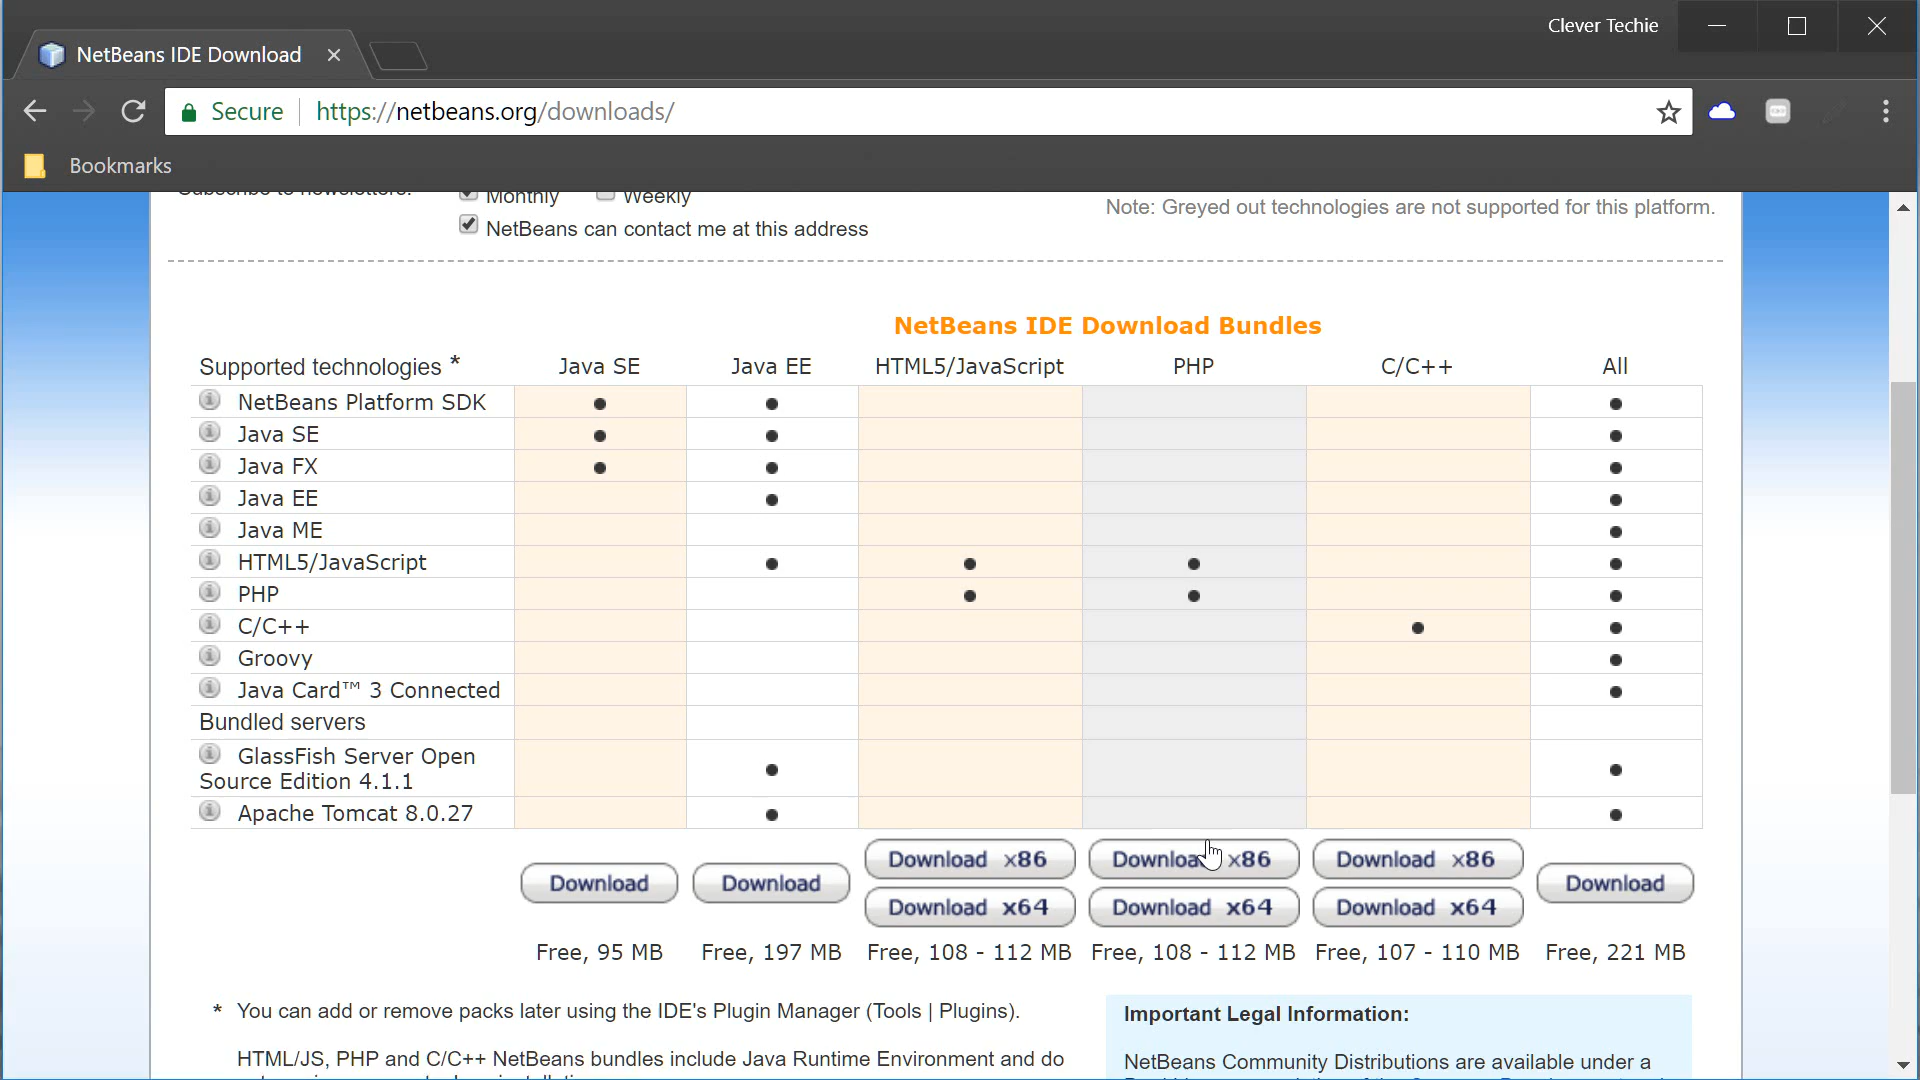 Clever Techie
NetBeans IDE Download
Secure https://netbeans.org/downloads/
Bookmarks
Subscribe to newsletters: Monthly Weekly
Note: Greyed out technologies are not supported for this platform.
NetBeans can contact me at this address
NetBeans IDE Download Bundles
Supported technologies * Java SE Java EE HTML5/JavaScript PHP C/C++ All
NetBeans Platform SDK
Java SE
Java FX
Java EE
Java ME
HTML5/JavaScript
PHP
C/C++
Groovy
Java Card™ 3 Connected
Bundled servers
GlassFish Server Open
Source Edition 4.1.1
Apache Tomcat 8.0.27
Download x86 Download x86 Download x86
Download Download Download
Download x64 Download x64 Download x64
Free, 95 MB Free, 197 MB Free, 108 - 112 MB Free, 108 - 112 MB Free, 107 - 110 MB Free, 221 MB
* You can add or remove packs later using the IDE's Plugin Manager (Tools | Plugins).
Important Legal Information:
HTML/JS, PHP and C/C++ NetBeans bundles include Java Runtime Environment and do
NetBeans Community Distributions are available under a